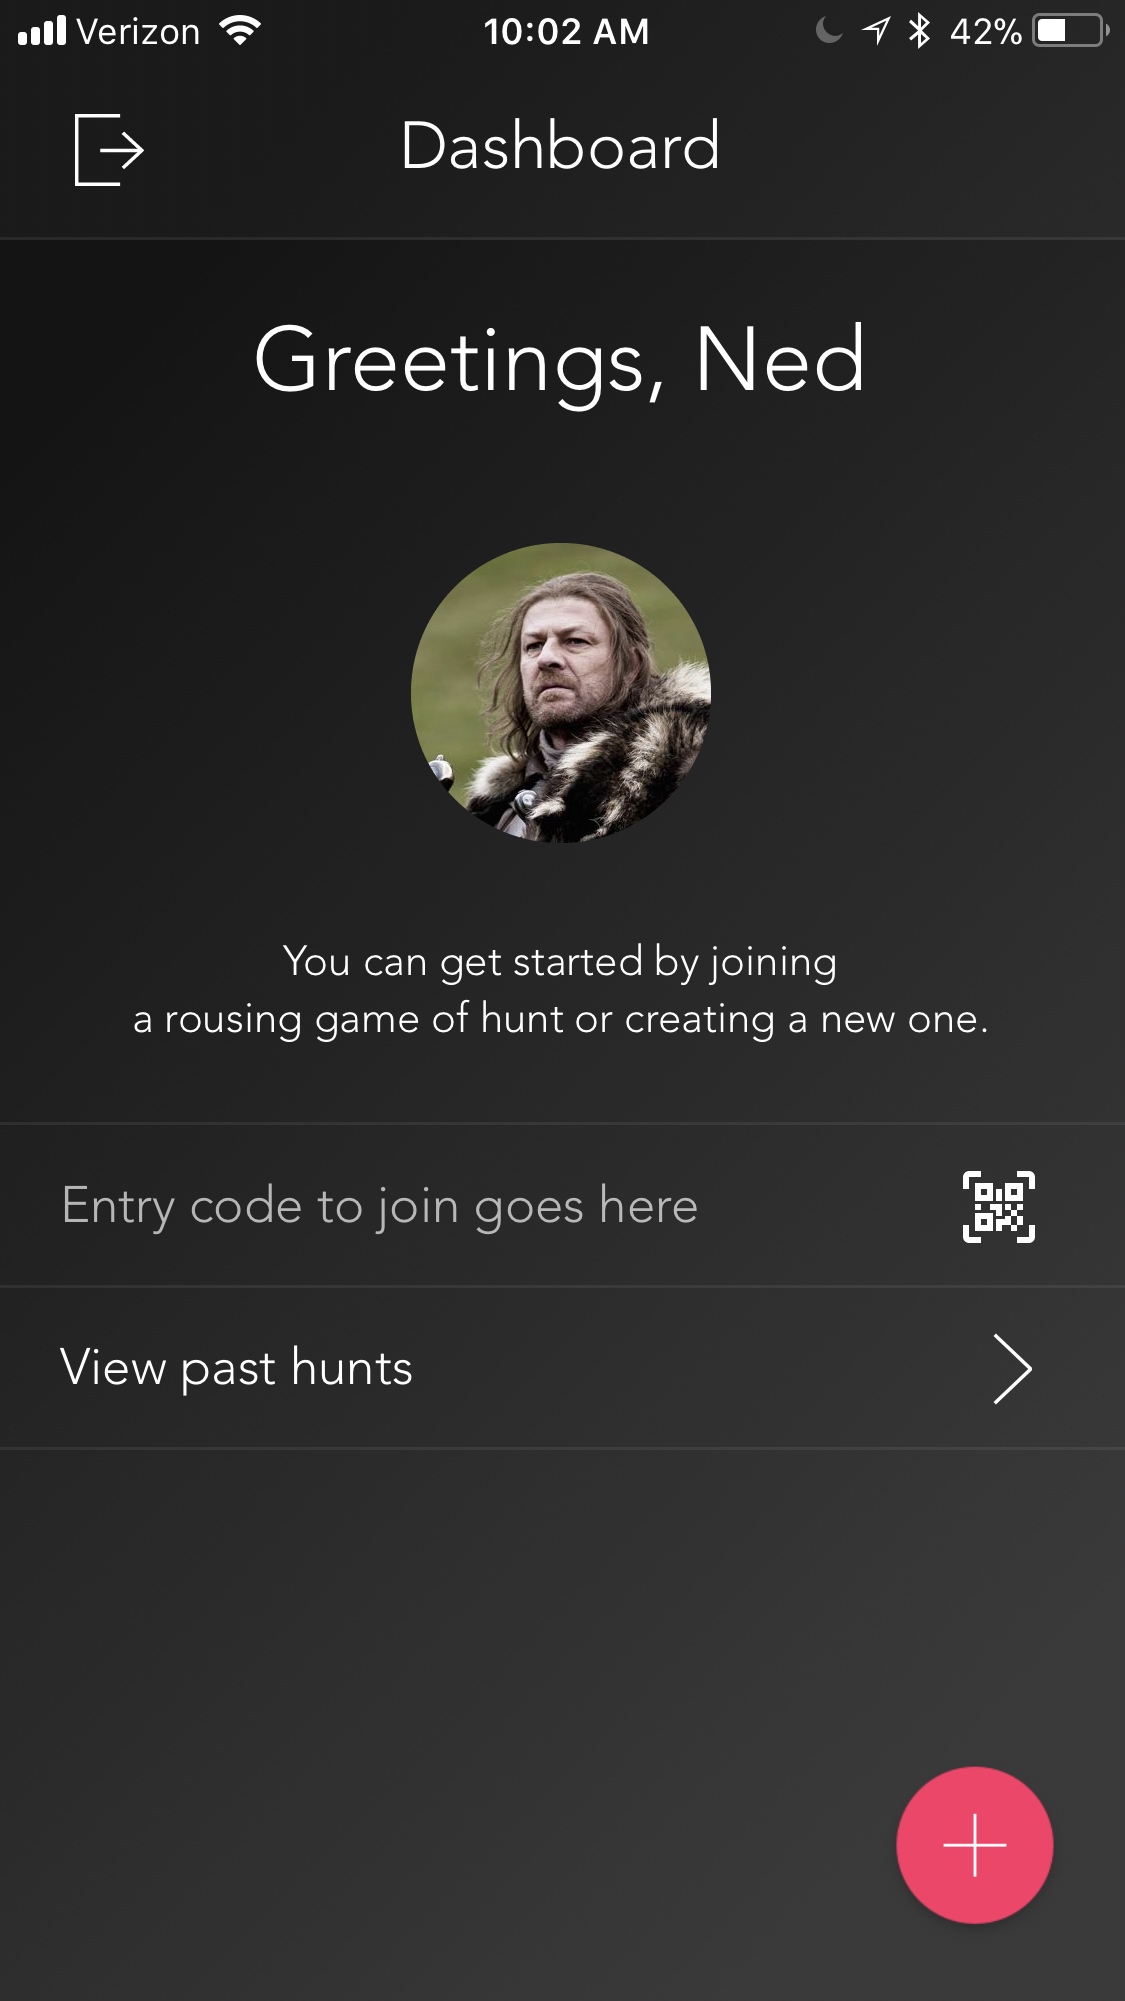 Verizon 10:02 AM 42%
Dashboard
Greetings, Ned
You can get started by joining
a rousing game of hunt or creating a new one.
Entry code to join goes here
View past hunts